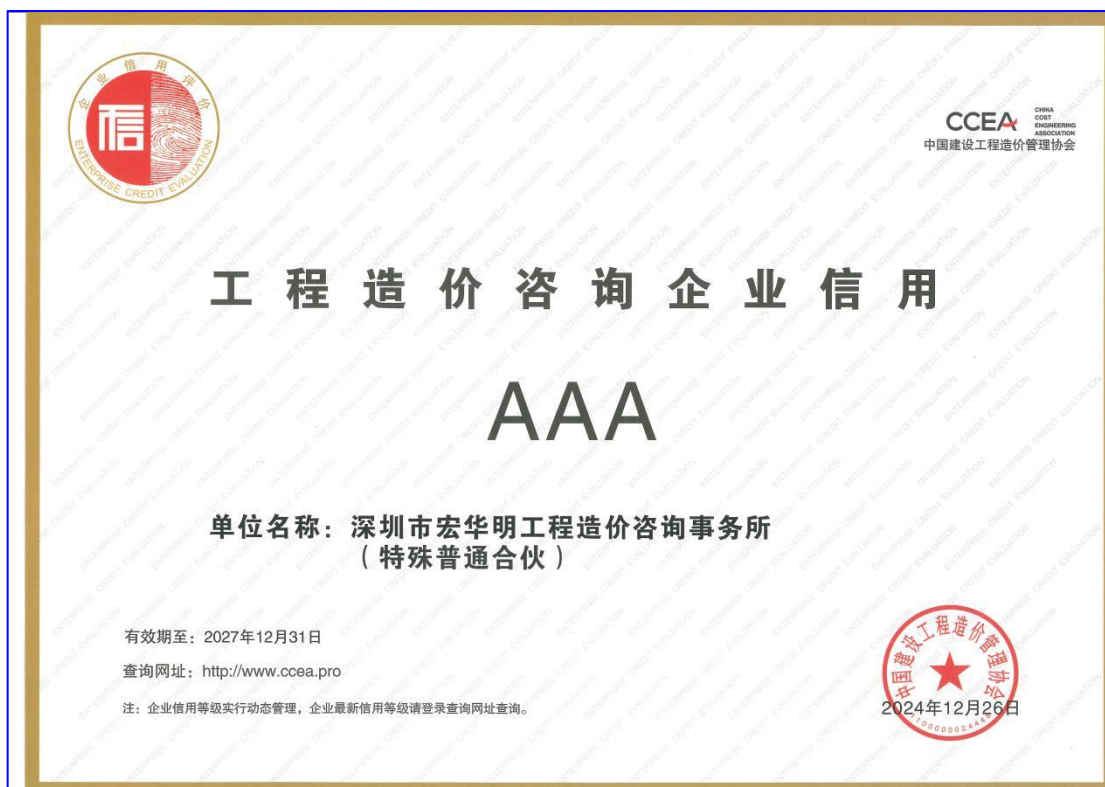 企业信用评价
信
ENTERPRISE CREDIT EVALUATION
CCEA
CHINA
COST
ENGINEERING
ASSOCIATION
中国建设工程造价管理协会
工程造价咨询企业信用
AAA
单位名称：深圳市宏华明工程造价咨询事务所
（特殊普通合伙）
有效期至：2027年12月31日
查询网址：http://www.ccea.pro
注：企业信用等级实行动态管理，企业最新信用等级请登录查询网址查询。
中国建设工程造价管理协会
2024年12月26日